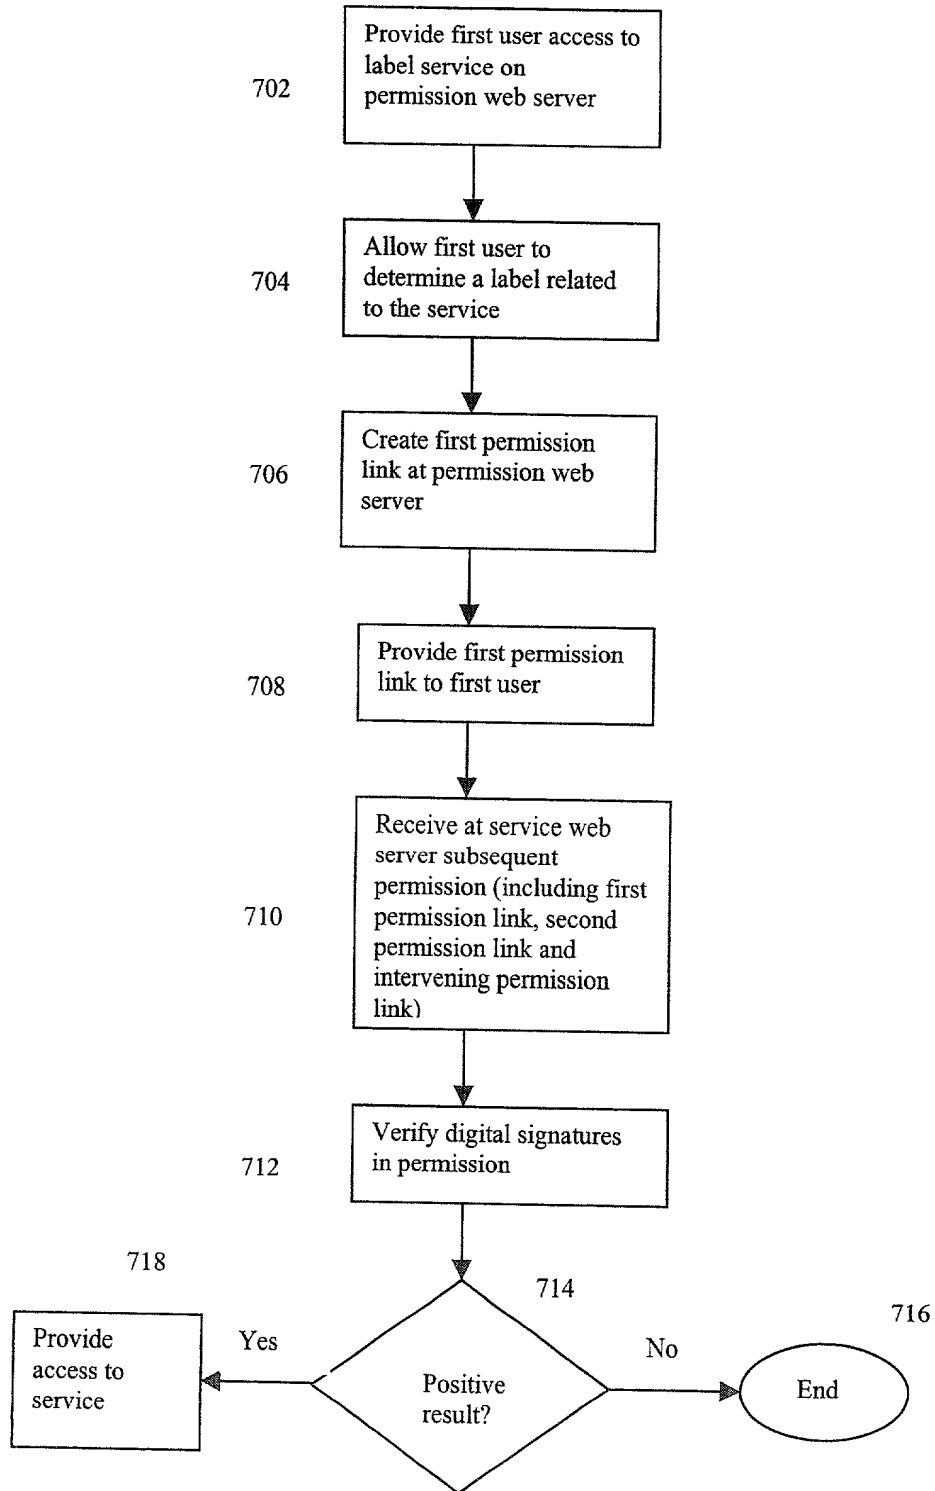 Provide first user access to
label service on
permission web server
702
Allow first user to
determine a label related
to the service
704
Create first permission
link at permission web
server
706
Provide first permission
link to first user
708
Receive at service web
server subsequent
permission (including first
permission link, second
permission link and
intervening permission
link)
710
Verify digital signatures
in permission
712
718
714
716
Provide
access to
service
Yes
Positive
result?
No
End